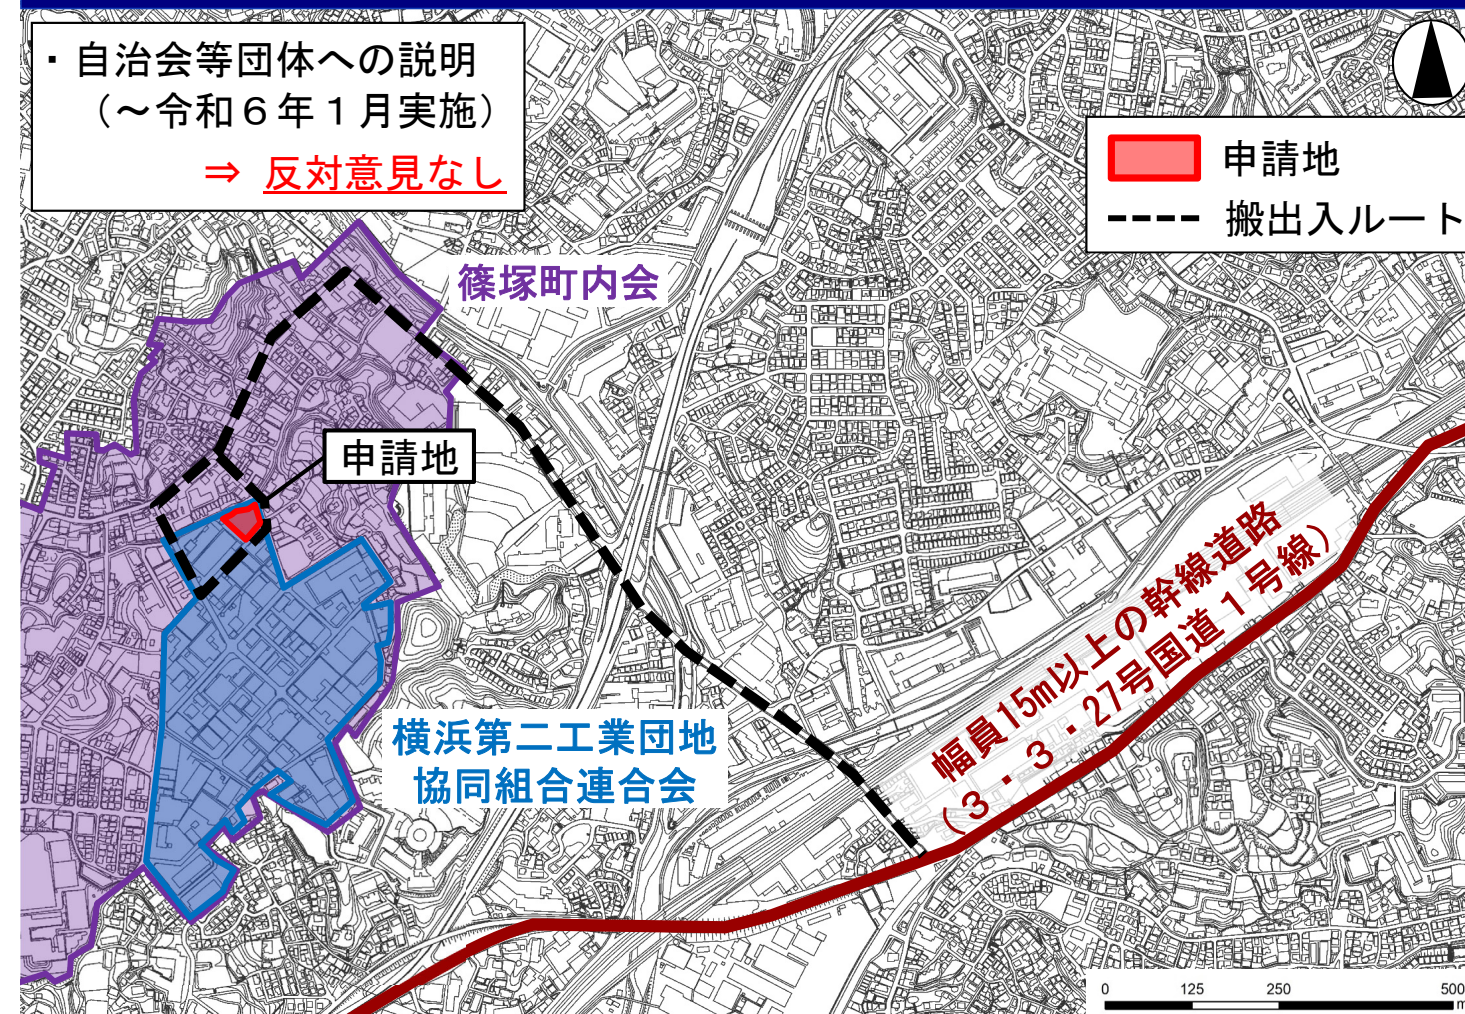 ・自治会等団体への説明
（～令和６年１月実施）
⇒ 反対意見なし
申請地
搬出入ルート
篠塚町内会
申請地
横浜第二工業団地
協同組合連合会
幅員15m以上の幹線道路
（３・３・27号国道１号線）
0 125 250 500
m